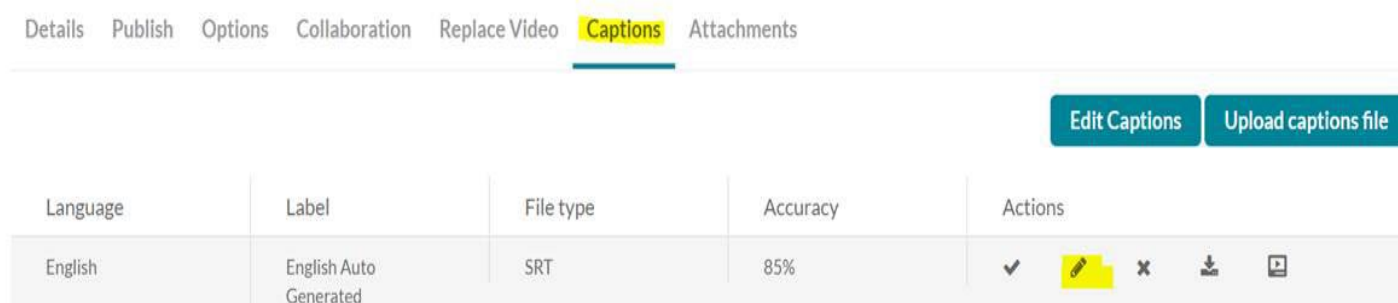 Details Publish Options Collaboration Replace Video Captions Attachments
Edit Captions Upload captions file
Language Label File type Accuracy Actions
English English Auto SRT 85%
Generated